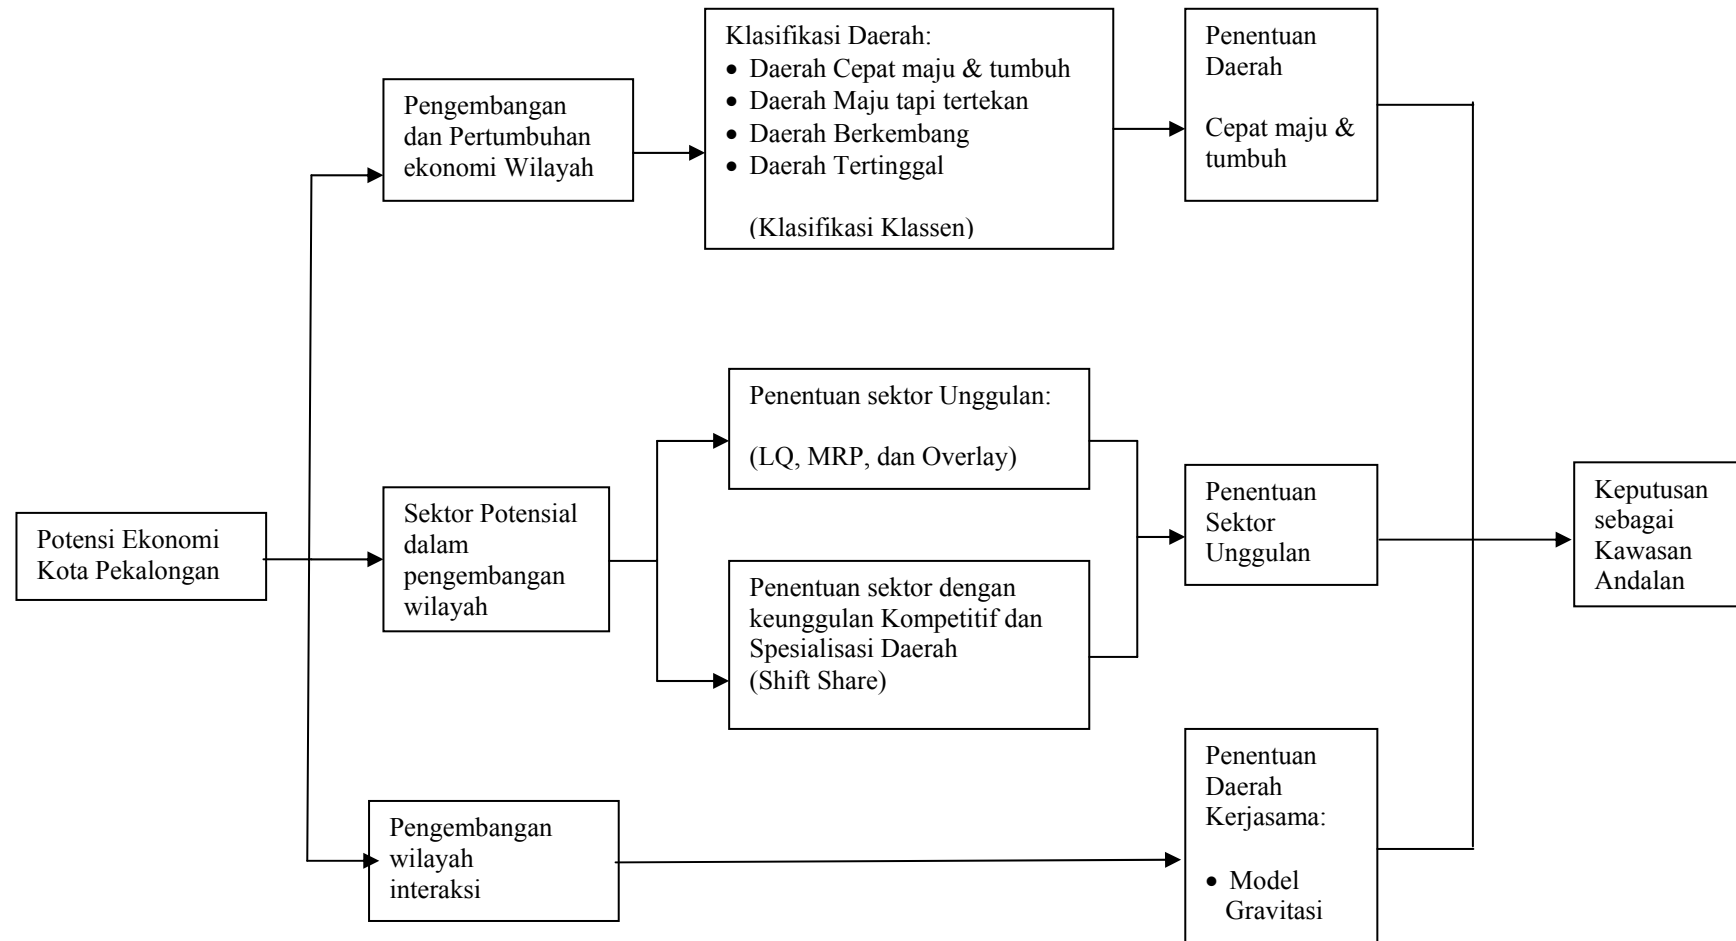 Potensi Ekonomi
Kota Pekalongan
Pengembangan
dan Pertumbuhan
ekonomi Wilayah
Klasifikasi Daerah:
• Daerah Cepat maju & tumbuh
• Daerah Maju tapi tertekan
• Daerah Berkembang
• Daerah Tertinggal
(Klasifikasi Klassen)
Penentuan
Daerah
Cepat maju &
tumbuh
Sektor Potensial
dalam
pengembangan
wilayah
Penentuan sektor Unggulan:
(LQ, MRP, dan Overlay)
Penentuan sektor dengan
keunggulan Kompetitif dan
Spesialisasi Daerah
(Shift Share)
Penentuan
Sektor
Unggulan
Pengembangan
wilayah
interaksi
Penentuan
Daerah
Kerjasama:
• Model
Gravitasi
Keputusan
sebagai
Kawasan
Andalan